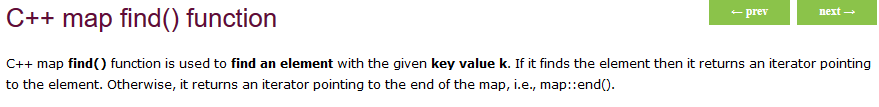 C++ map find() function
← prev next →
C++ map find() function is used to find an element with the given key value k. If it finds the element then it returns an iterator pointing
to the element. Otherwise, it returns an iterator pointing to the end of the map, i.e., map::end().